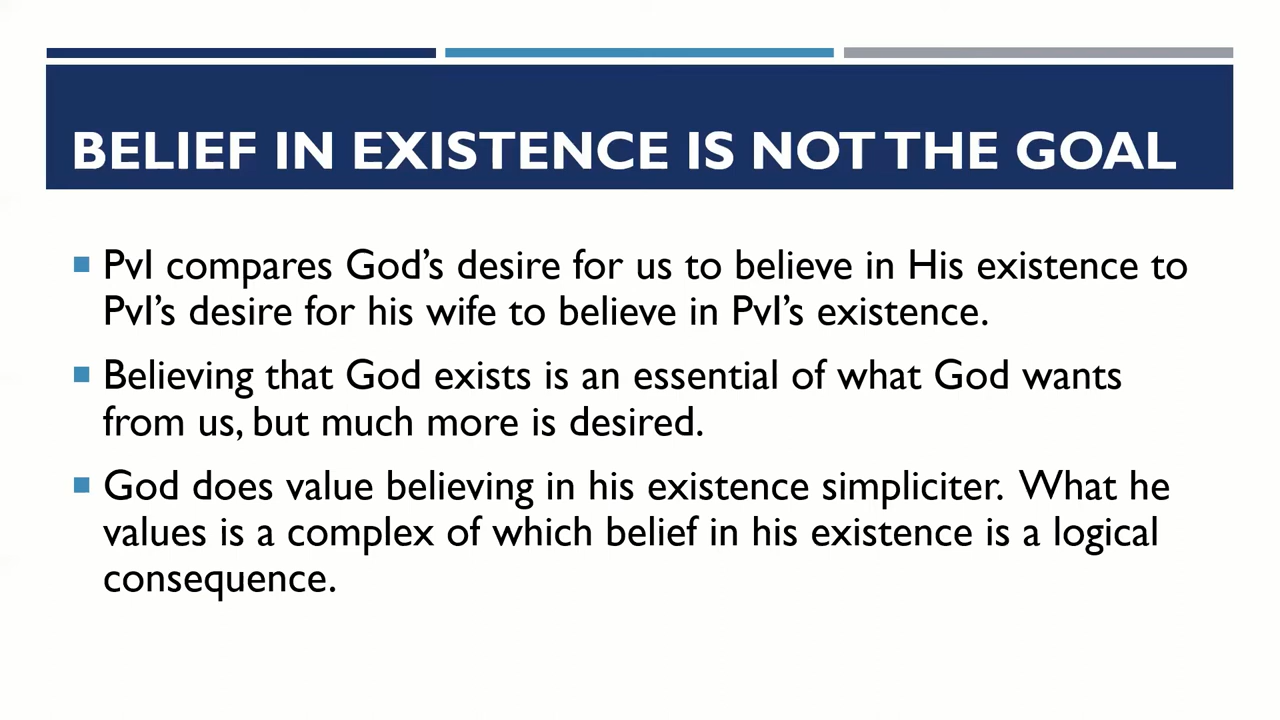 BELIEF IN EXISTENCE IS NOT THE GOAL
PvI compares God's desire for us to believe in His existence to
PvI's desire for his wife to believe in PvI's existence.
Believing that God exists is an essential of what God wants
from us, but much more is desired.
God does value believing in his existence simpliciter. What he
values is a complex of which belief in his existence is a logical
consequence.